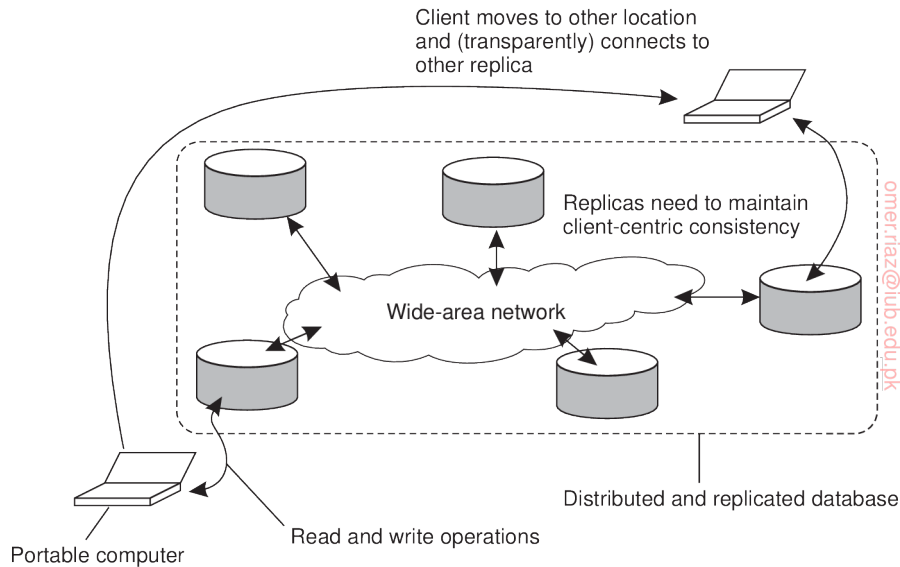 Client moves to other location
and (transparently) connects to
other replica
Replicas need to maintain
client-centric consistency
Wide-area network
omer.riaz@iub.edu.pk
Distributed and replicated database
Read and write operations
Portable computer